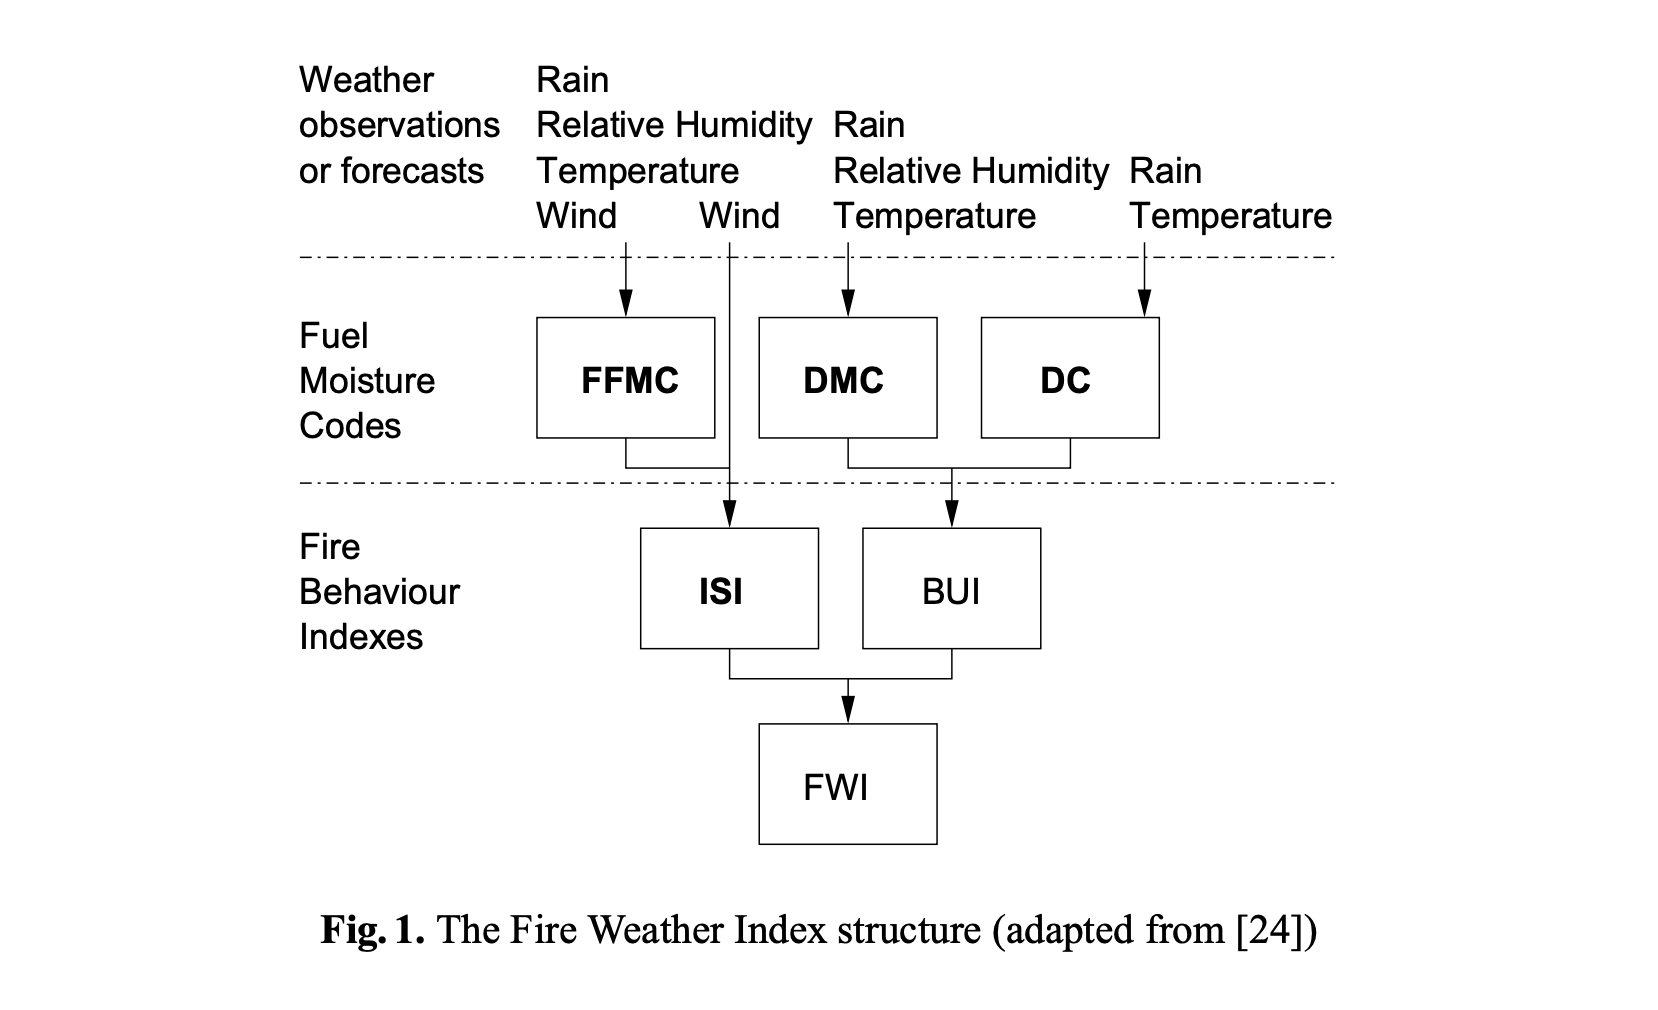 Weather
observations
or forecasts
Rain
Relative Humidity
Temperature
Wind
Wind
Rain
Relative Humidity
Temperature
Rain
Temperature
Fuel
Moisture
Codes
FFMC
DMC
DC
Fire
Behaviour
Indexes
ISI
BUI
FWI
Fig. 1. The Fire Weather Index structure (adapted from [24])